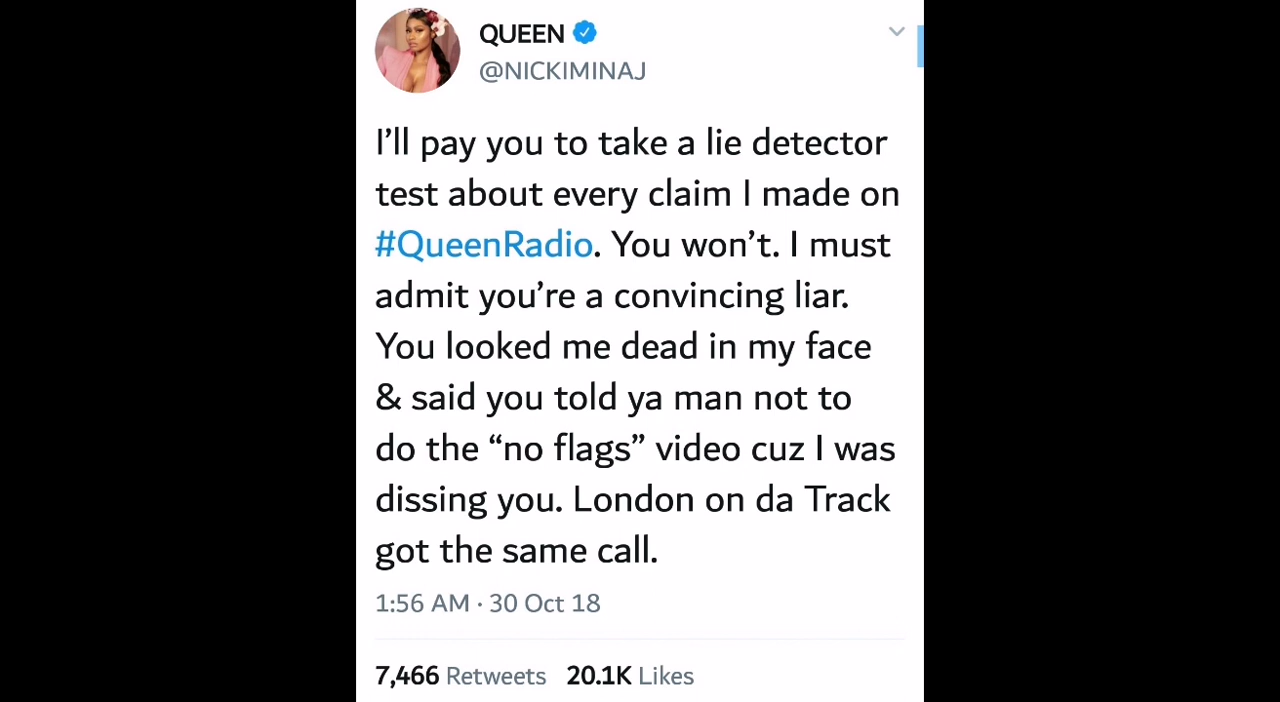 QUEEN
@NICKIMINAJ
I’ll pay you to take a lie detector
test about every claim I made on
#QueenRadio. You won’t. I must
admit you’re a convincing liar.
You looked me dead in my face
& said you told ya man not to
do the “no flags” video cuz I was
dissing you. London on da Track
got the same call.
1:56 AM · 30 Oct 18
7,466 Retweets 20.1K Likes